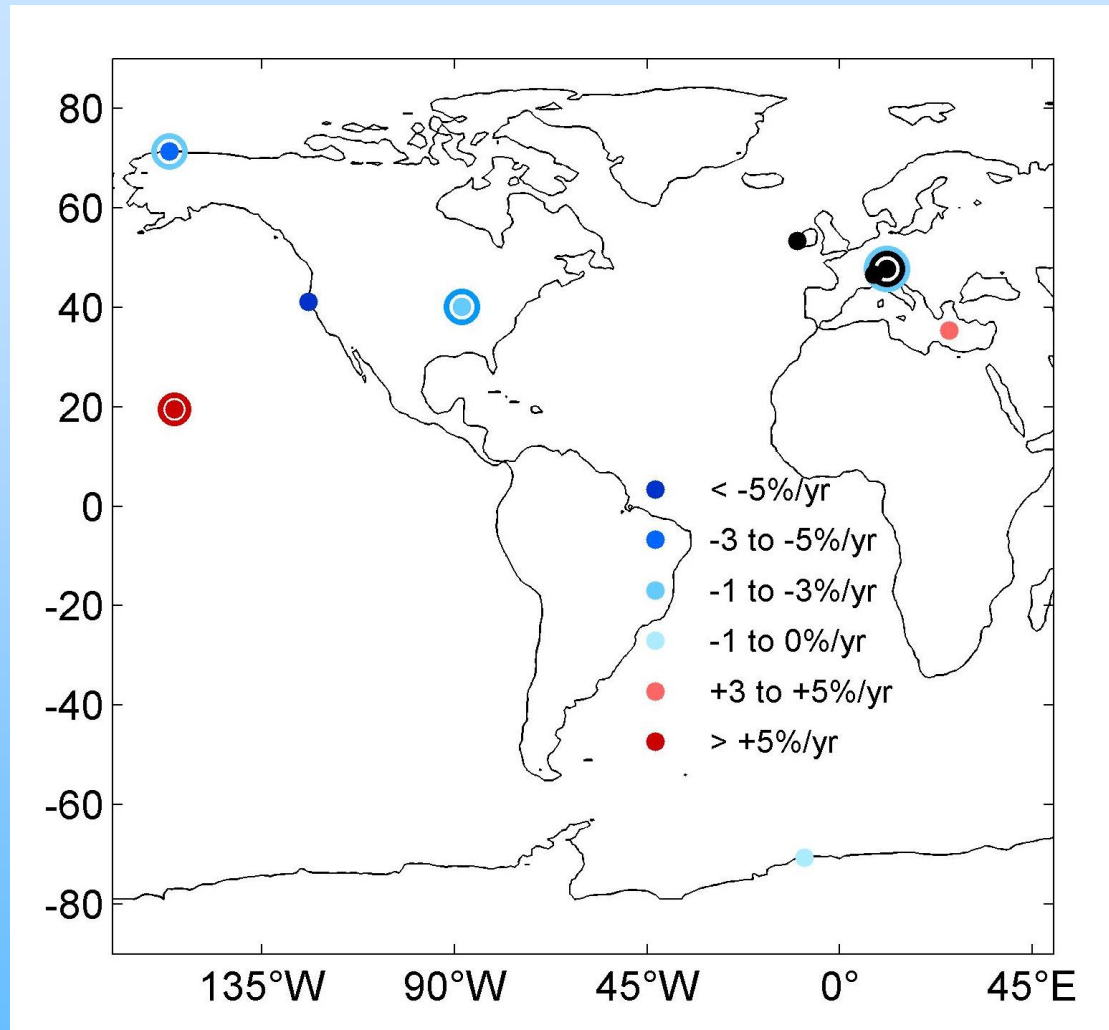 80
60
40
20
0
-20
-40
-60
-80
< -5%/yr
-3 to -5%/yr
-1 to -3%/yr
-1 to 0%/yr
+3 to +5%/yr
> +5%/yr
135°W 90°W 45°W 0° 45°E